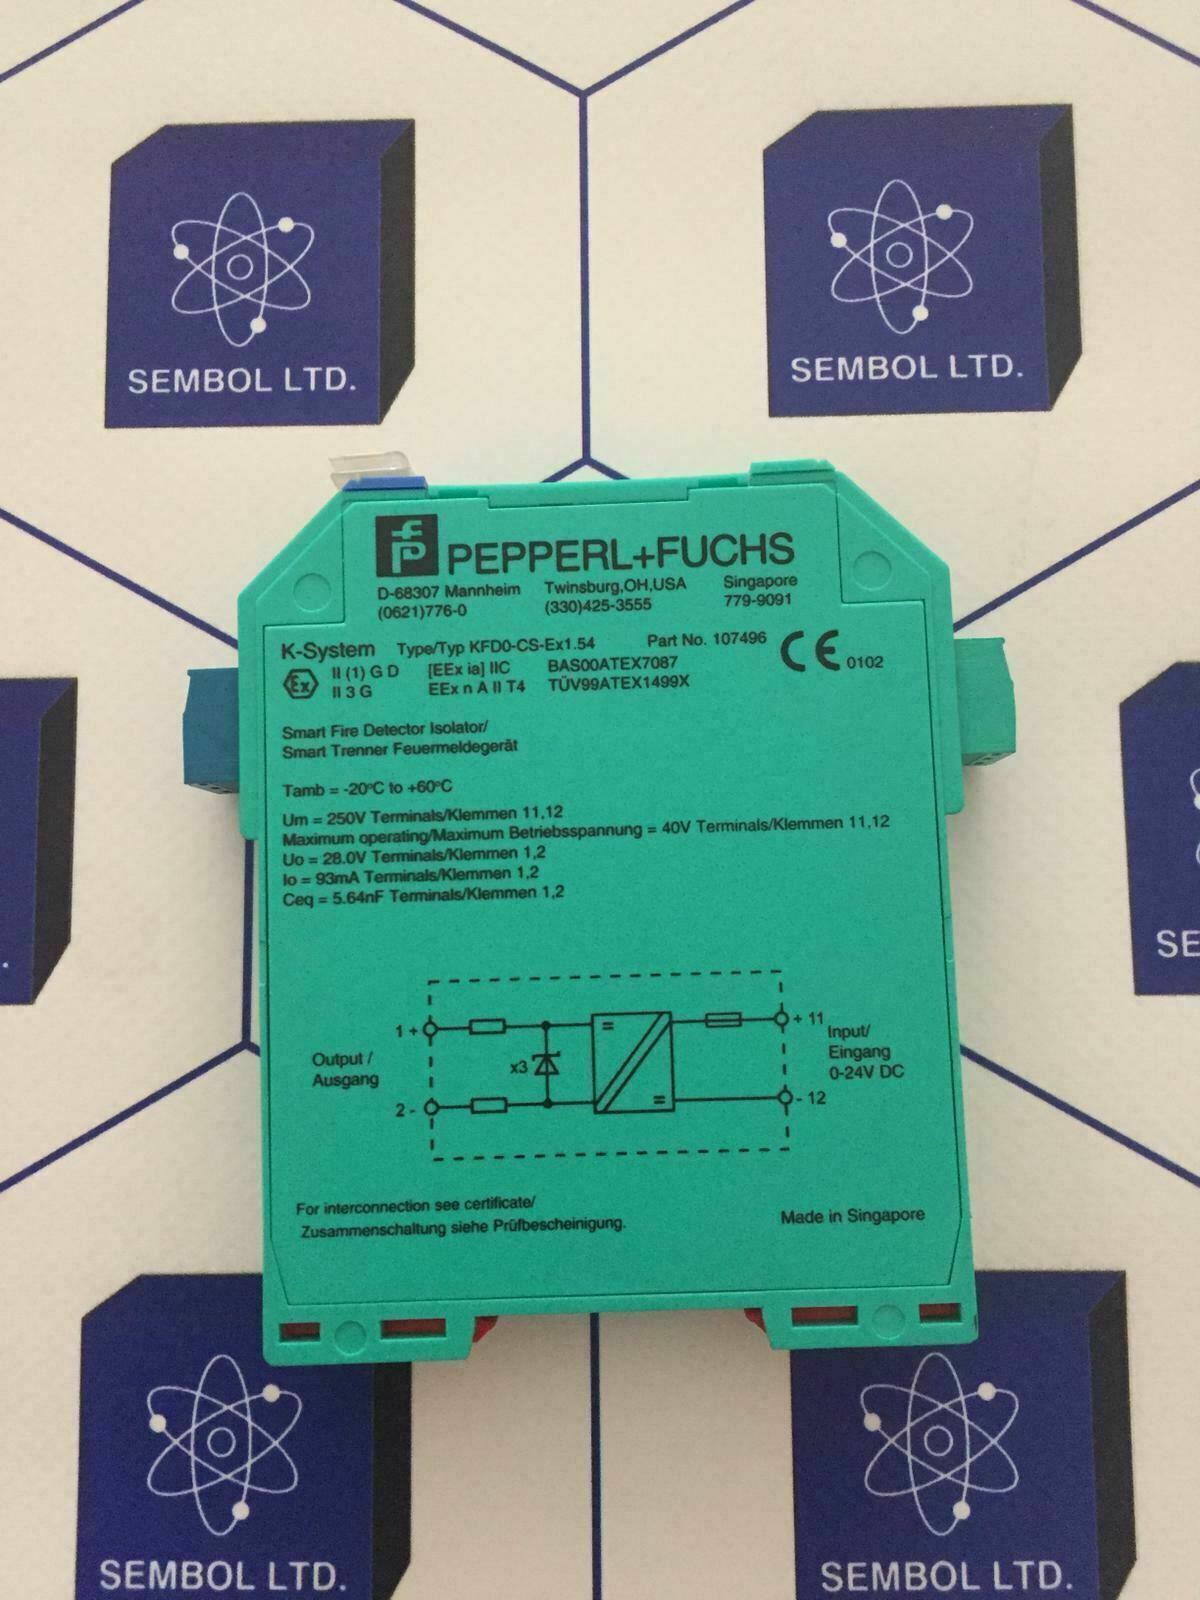 SEMBOL LTD.
SEMBOL LTD.
PEPPERL+FUCHS
D-68307 Mannheim Twinsburg,OH,USA Singapore
(0621)776-0 (330)425-3555 779-9091
K-System Type/Typ KFD0-CS-Ex1.54 Part No. 107496
CE 0102
Ex II (1) G D [EEx ia] IIC BAS00ATEX7087
II 3 G EEx n A II T4 TÜV99ATEX1499X
Smart Fire Detector Isolator/
Smart Trenner Feuermeldegerät
Tamb = -20°C to +60°C
Um = 250V Terminals/Klemmen 11,12
Maximum operating/Maximum Betriebsspannung = 40V Terminals/Klemmen 11,12
Uo = 28.0V Terminals/Klemmen 1,2
Io = 93mA Terminals/Klemmen 1,2
Ceq = 5.64nF Terminals/Klemmen 1,2
1 +
+ 11
Output /
Ausgang
x3
Input/
Eingang
0-24V DC
2 -
- 12
For interconnection see certificate/
Zusammenschaltung siehe Prüfbescheinigung.
Made in Singapore
SE
SEMBOL LTD.
SEMBOL LTD.